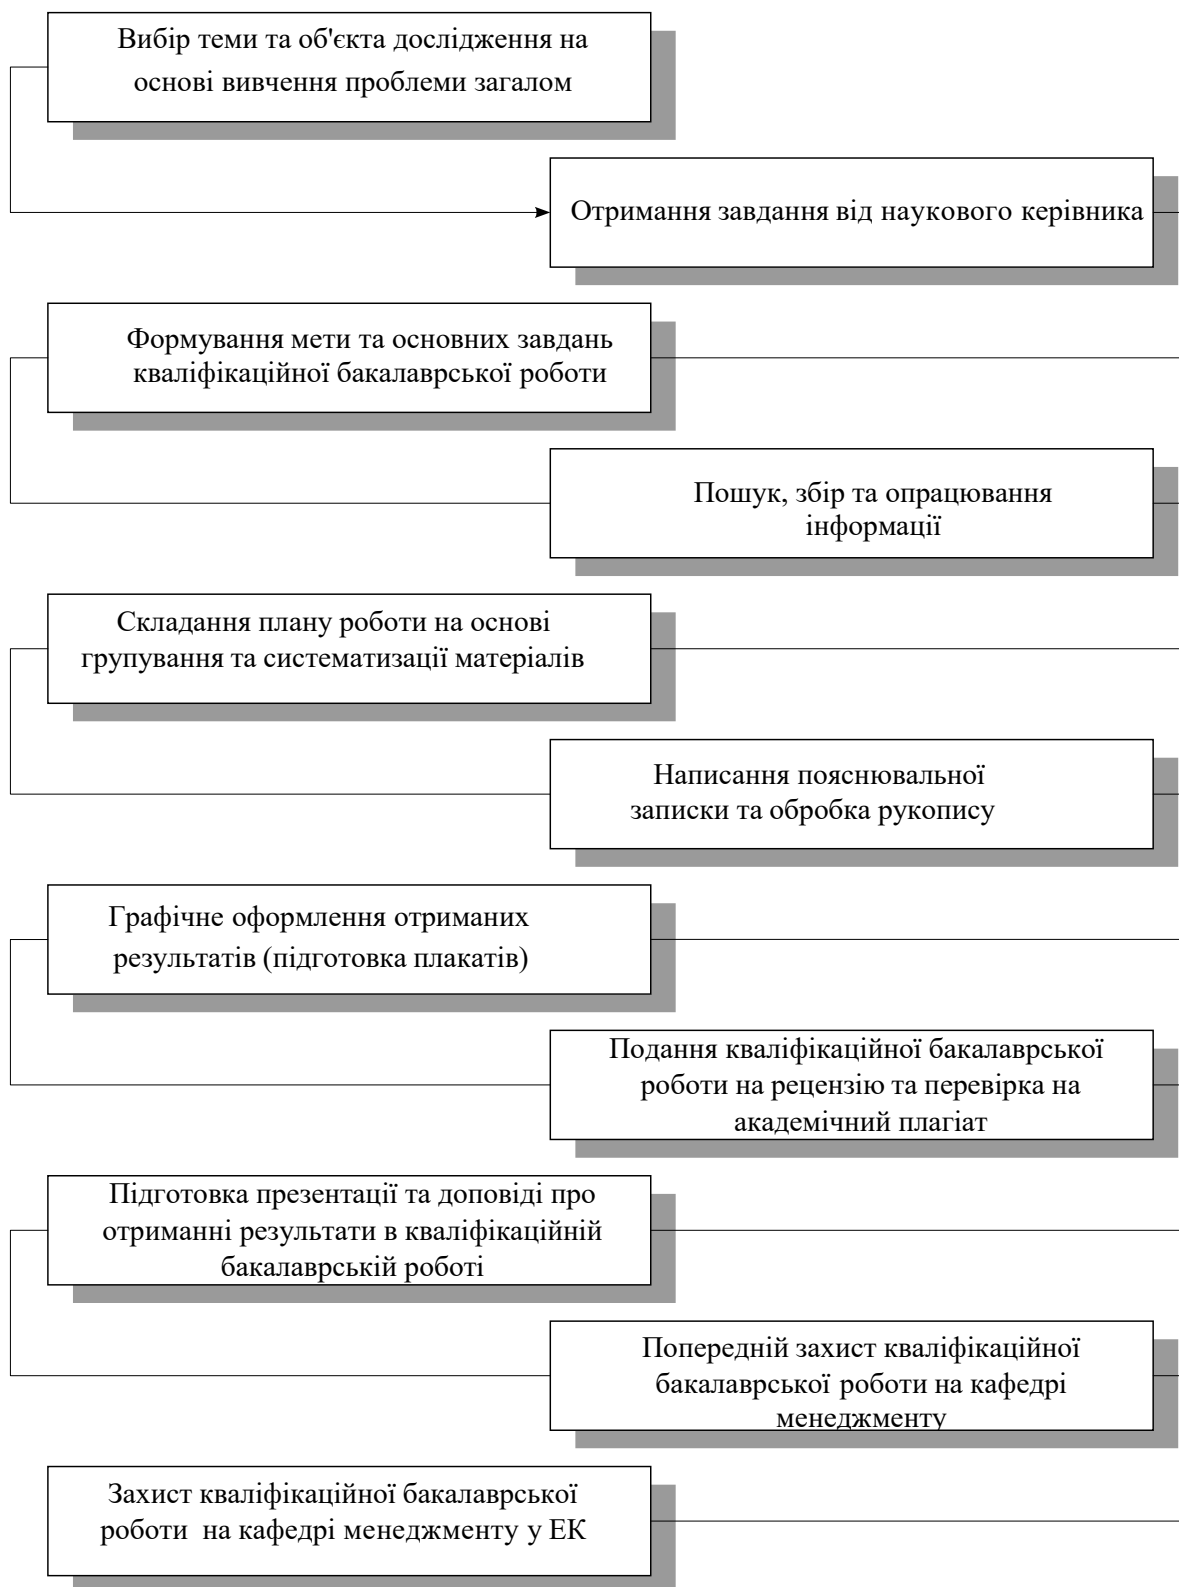 Вибір теми та об'єкта дослідження на
основі вивчення проблеми загалом
Отримання завдання від наукового керівника
Формування мети та основних завдань
кваліфікаційної бакалаврської роботи
Пошук, збір та опрацювання
інформації
Складання плану роботи на основі
групування та систематизації матеріалів
Написання пояснювальної
записки та обробка рукопису
Графічне оформлення отриманих
результатів (підготовка плакатів)
Подання кваліфікаційної бакалаврської
роботи на рецензію та перевірка на
академічний плагіат
Підготовка презентації та доповіді про
отриманні результати в кваліфікаційній
бакалаврській роботі
Попередній захист кваліфікаційної
бакалаврської роботи на кафедрі
менеджменту
Захист кваліфікаційної бакалаврської
роботи на кафедрі менеджменту у ЕК